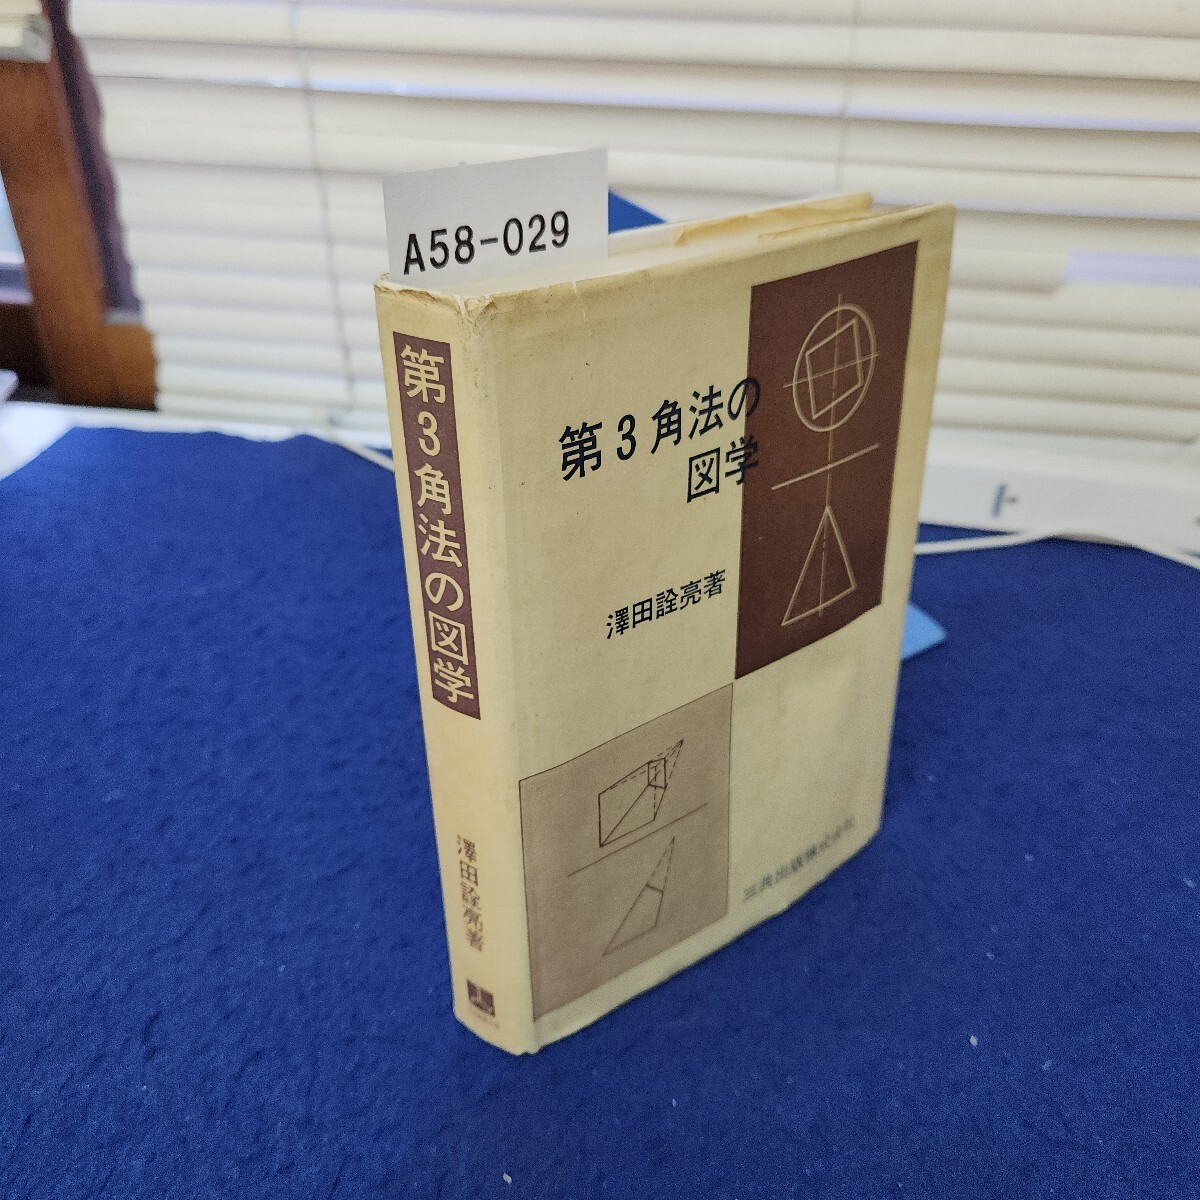 A58-029
第3角法の図学
澤田詮亮著
第3角法の
図学
澤田詮亮著
三共出版株式会社
ト